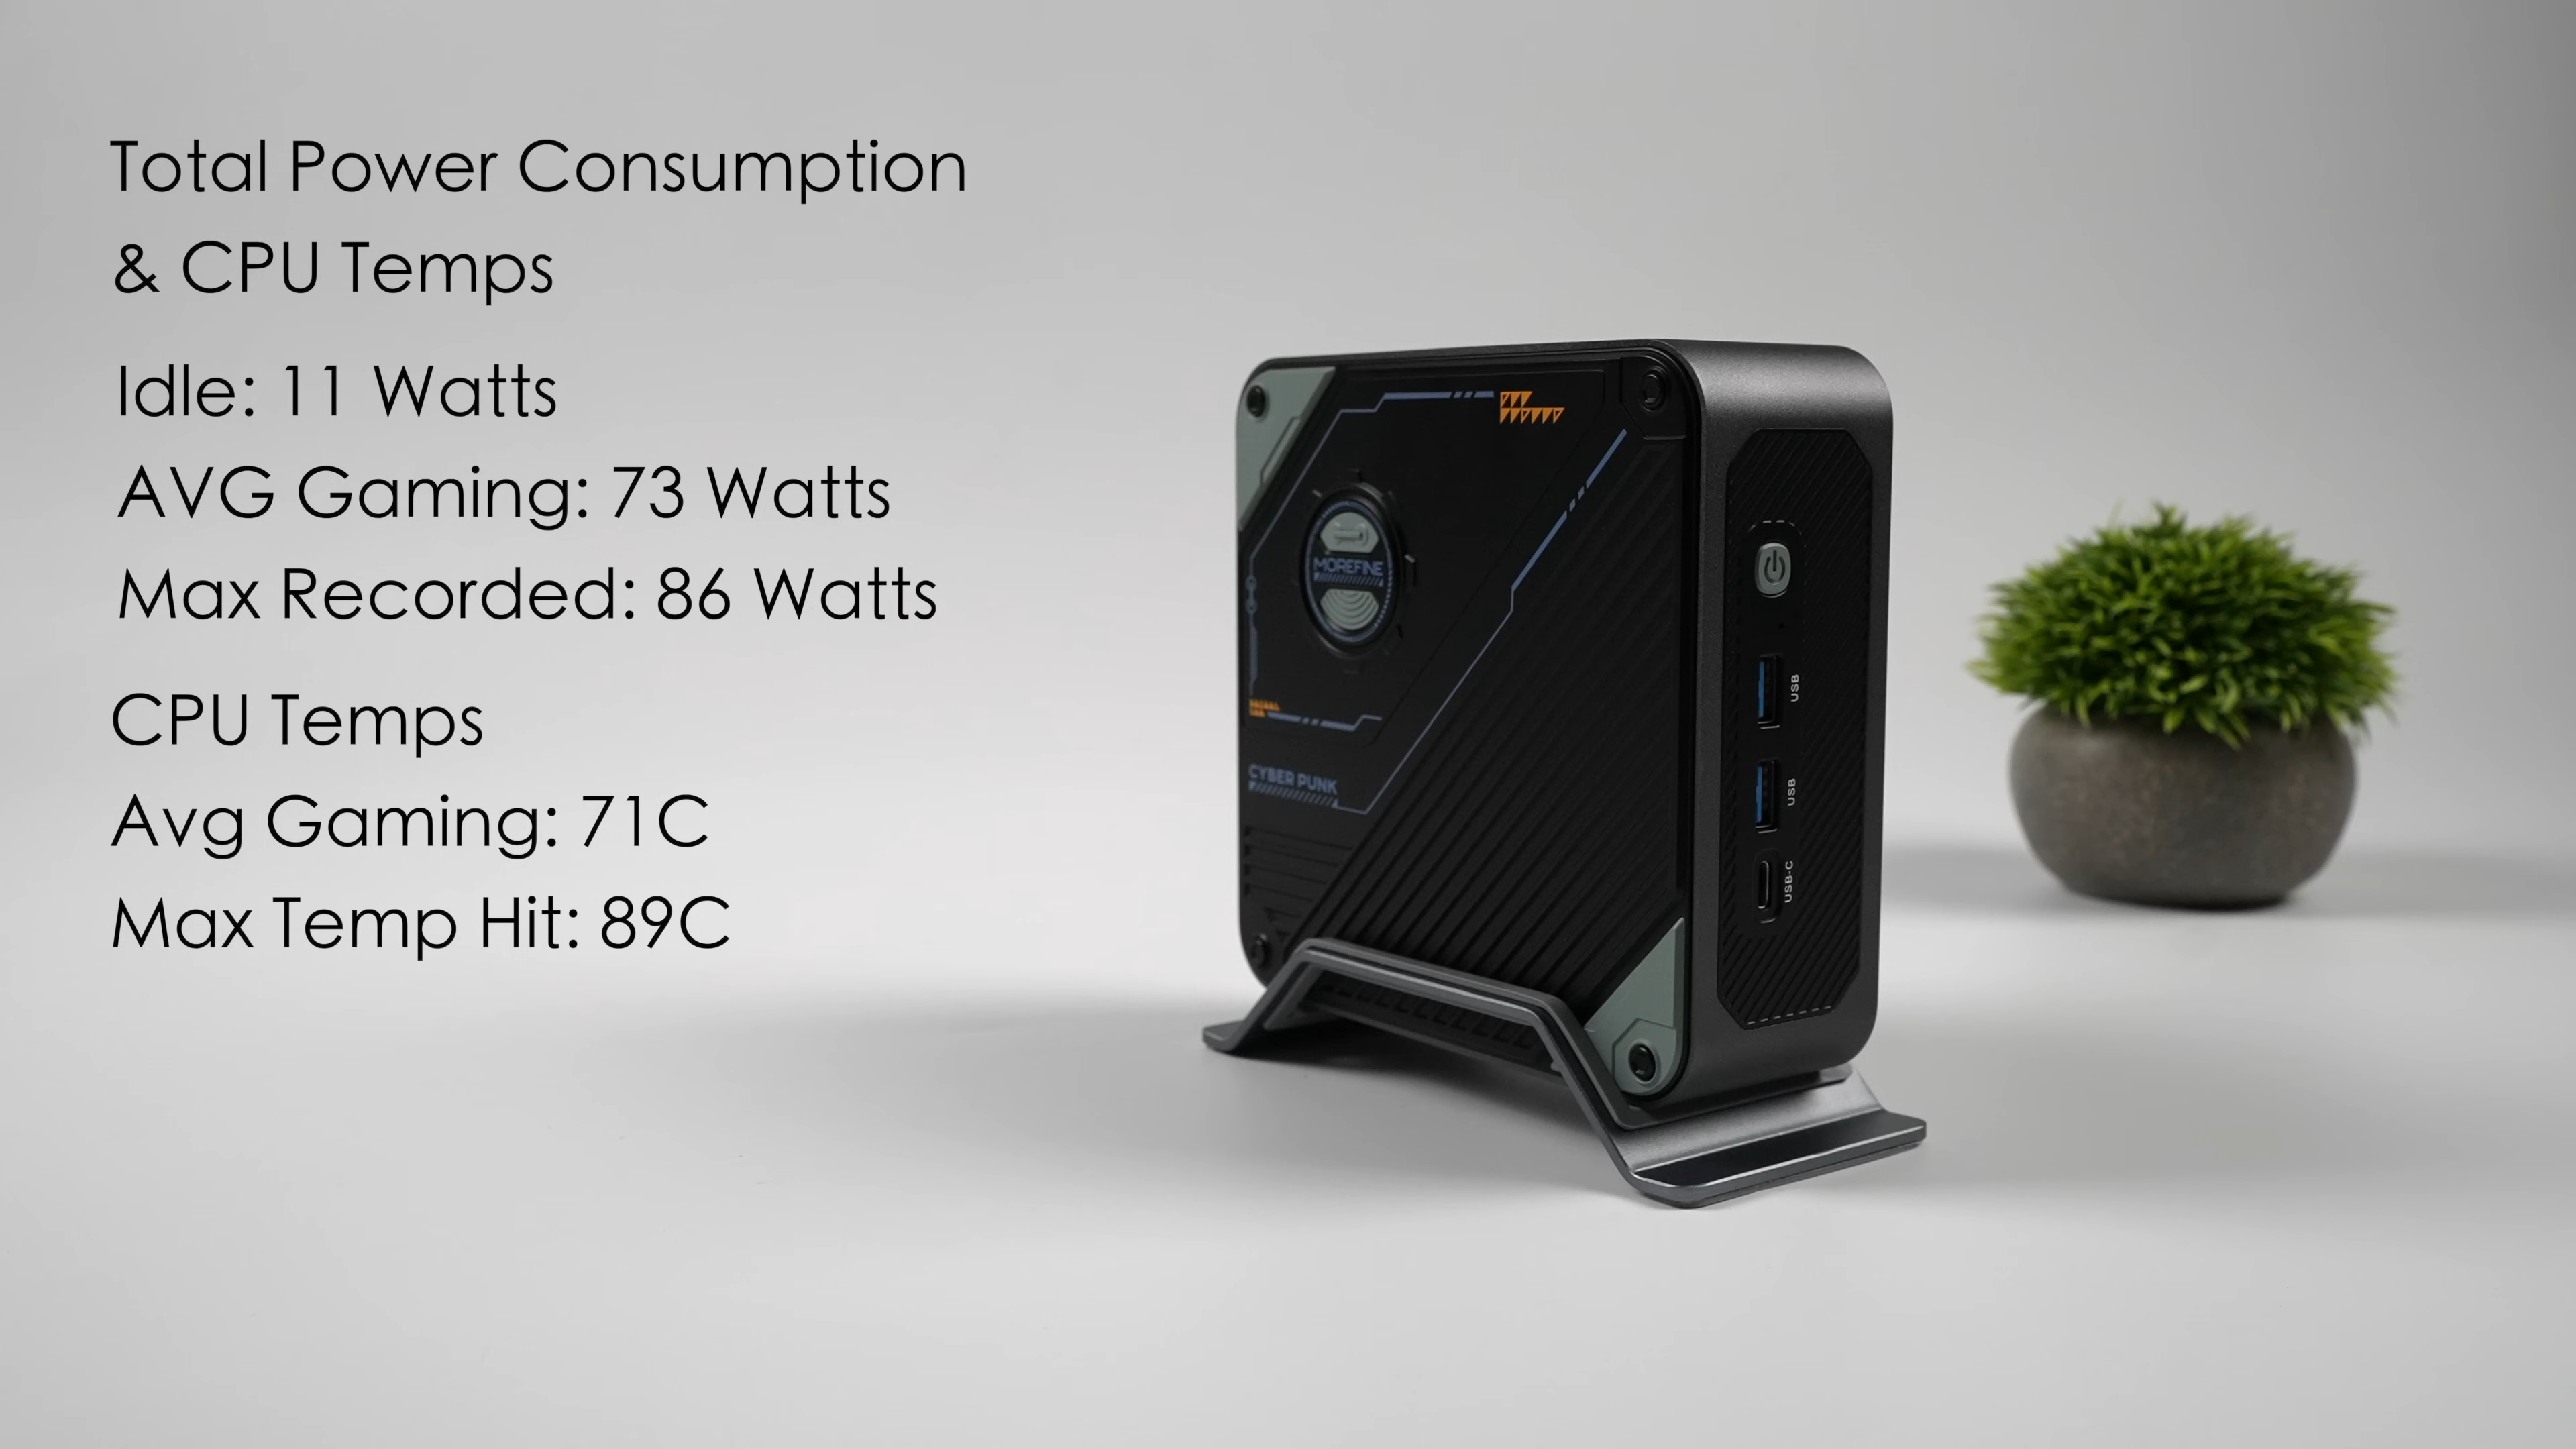 Total Power Consumption
& CPU Temps
Idle: 11 Watts
AVG Gaming: 73 Watts
Max Recorded: 86 Watts
CPU Temps
Avg Gaming: 71C
Max Temp Hit: 89C
MOREFINE
CYBER PUNK
USB
USB
USB-C